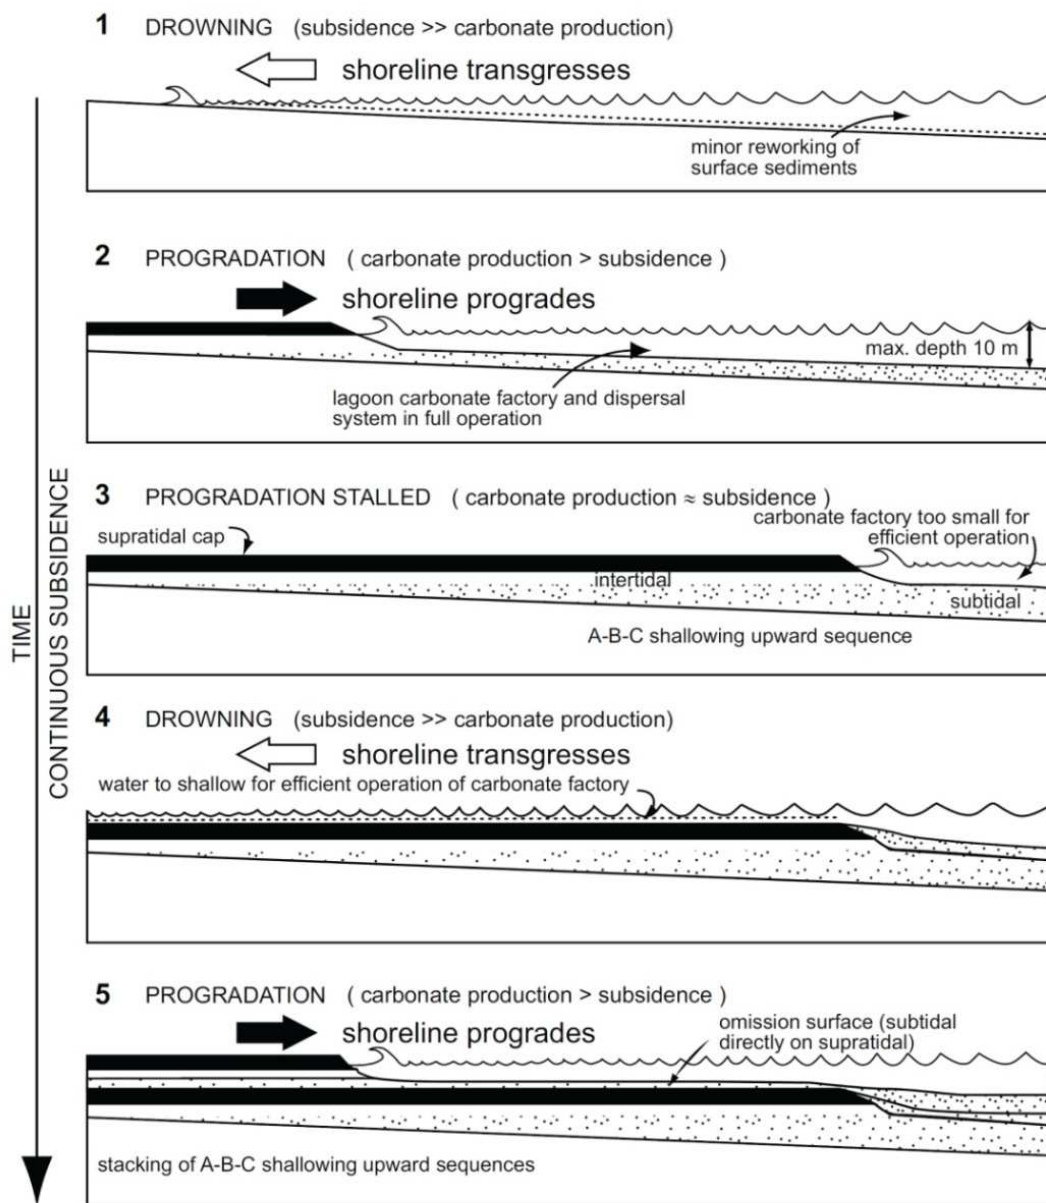 1 DROWNING (subsidence >> carbonate production)
shoreline transgresses
minor reworking of
surface sediments
2 PROGRADATION ( carbonate production > subsidence )
shoreline progrades
max. depth 10 m
lagoon carbonate factory and dispersal
system in full operation
3 PROGRADATION STALLED ( carbonate production ≈ subsidence )
supratidal cap
carbonate factory too small for
efficient operation
intertidal
subtidal
A-B-C shallowing upward sequence
4 DROWNING (subsidence >> carbonate production)
shoreline transgresses
water to shallow for efficient operation of carbonate factory
5 PROGRADATION ( carbonate production > subsidence )
shoreline progrades
omission surface (subtidal
directly on supratidal)
stacking of A-B-C shallowing upward sequences
TIME
CONTINUOUS SUBSIDENCE